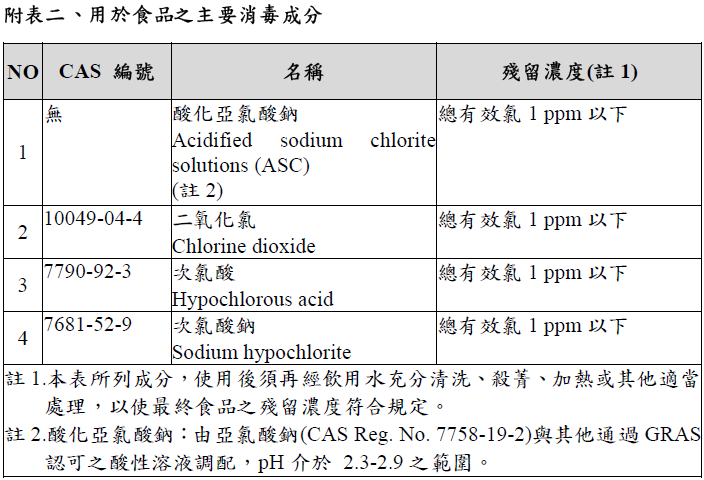 附表二、用於食品之主要消毒成分
NO CAS 編號 名稱 殘留濃度(註 1)
1 無 酸化亞氯酸鈉 總有效氯 1 ppm 以下
Acidified sodium chlorite
solutions (ASC)
(註 2)
2 10049-04-4 二氧化氯 總有效氯 1 ppm 以下
Chlorine dioxide
3 7790-92-3 次氯酸 總有效氯 1 ppm 以下
Hypochlorous acid
4 7681-52-9 次氯酸鈉 總有效氯 1 ppm 以下
Sodium hypochlorite
註 1.本表所列成分，使用後須再經飲用水充分清洗、殺菁、加熱或其他適當
處理，以使最終食品之殘留濃度符合規定。
註 2.酸化亞氯酸鈉：由亞氯酸鈉(CAS Reg. No. 7758-19-2)與其他通過 GRAS
認可之酸性溶液調配，pH 介於 2.3-2.9 之範圍。